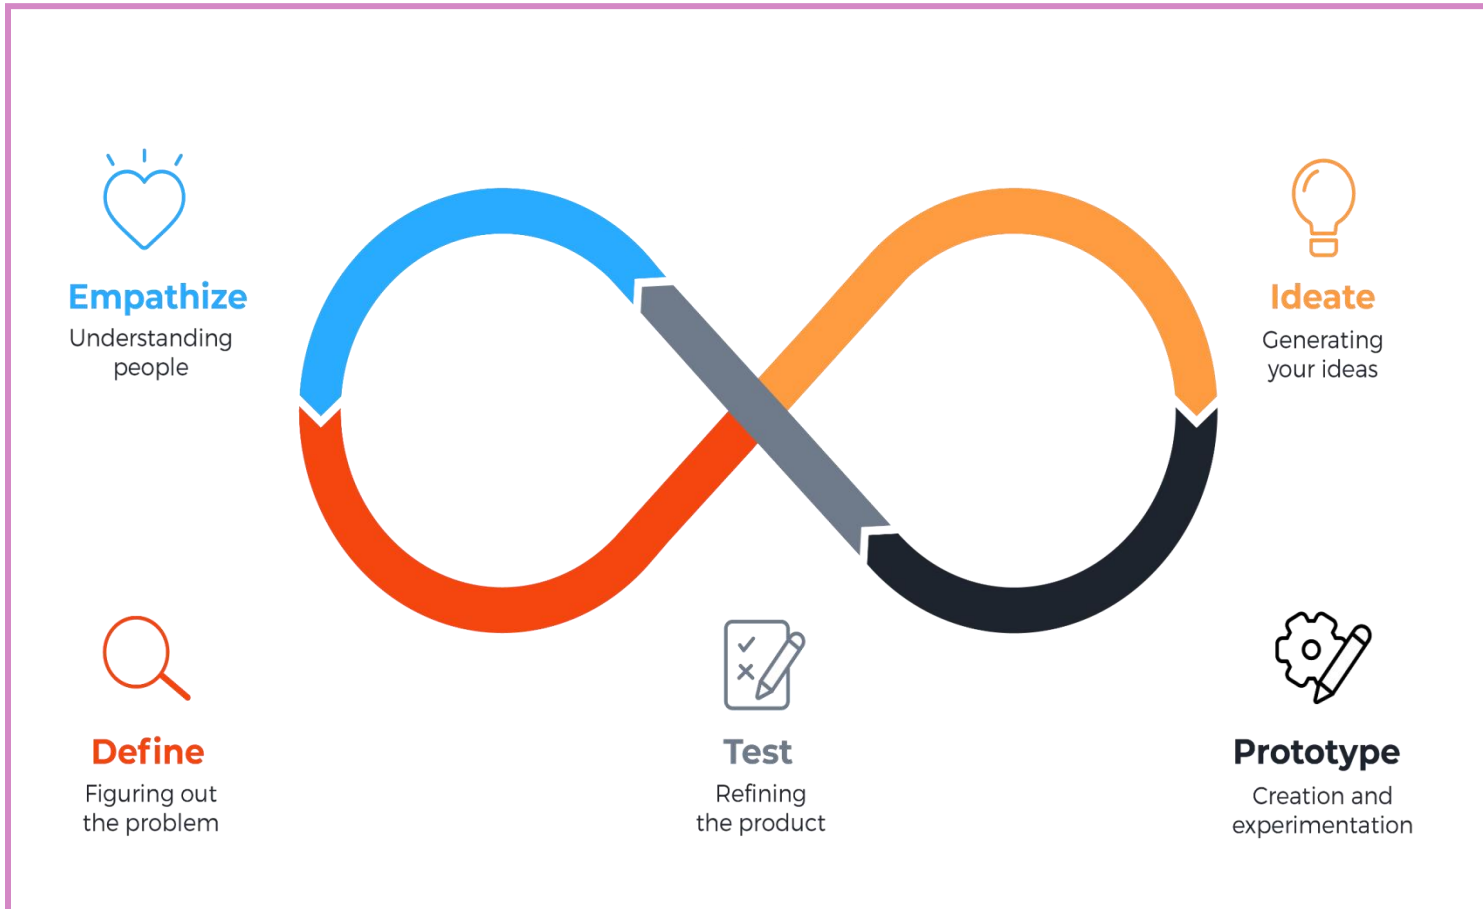 Empathize
Understanding
people
Ideate
Generating
your ideas
Define
Figuring out
the problem
Test
Refining
the product
Prototype
Creation and
experimentation